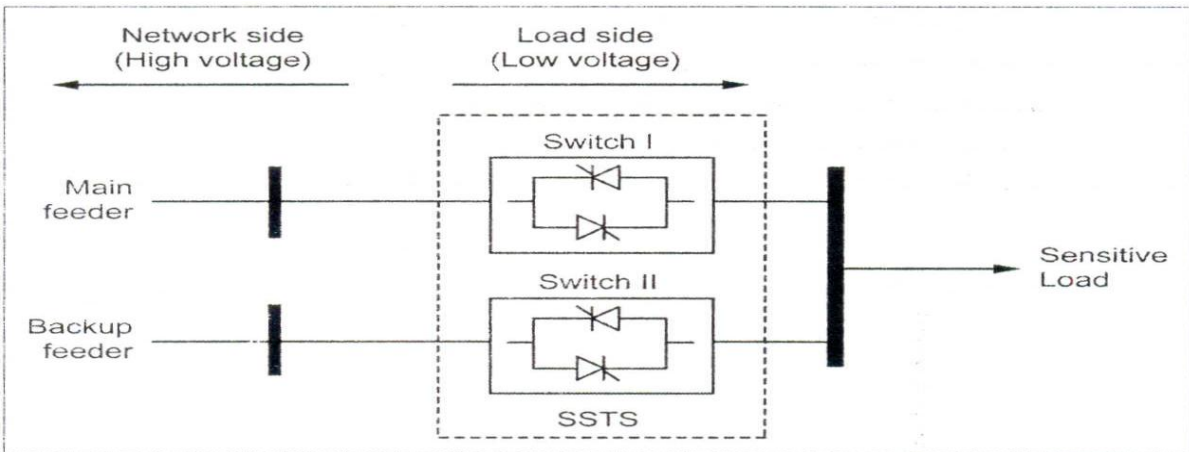 Network side
(High voltage)
Load side
(Low voltage)
Switch I
Main
feeder
Sensitive
Load
Switch II
Backup
feeder
SSTS